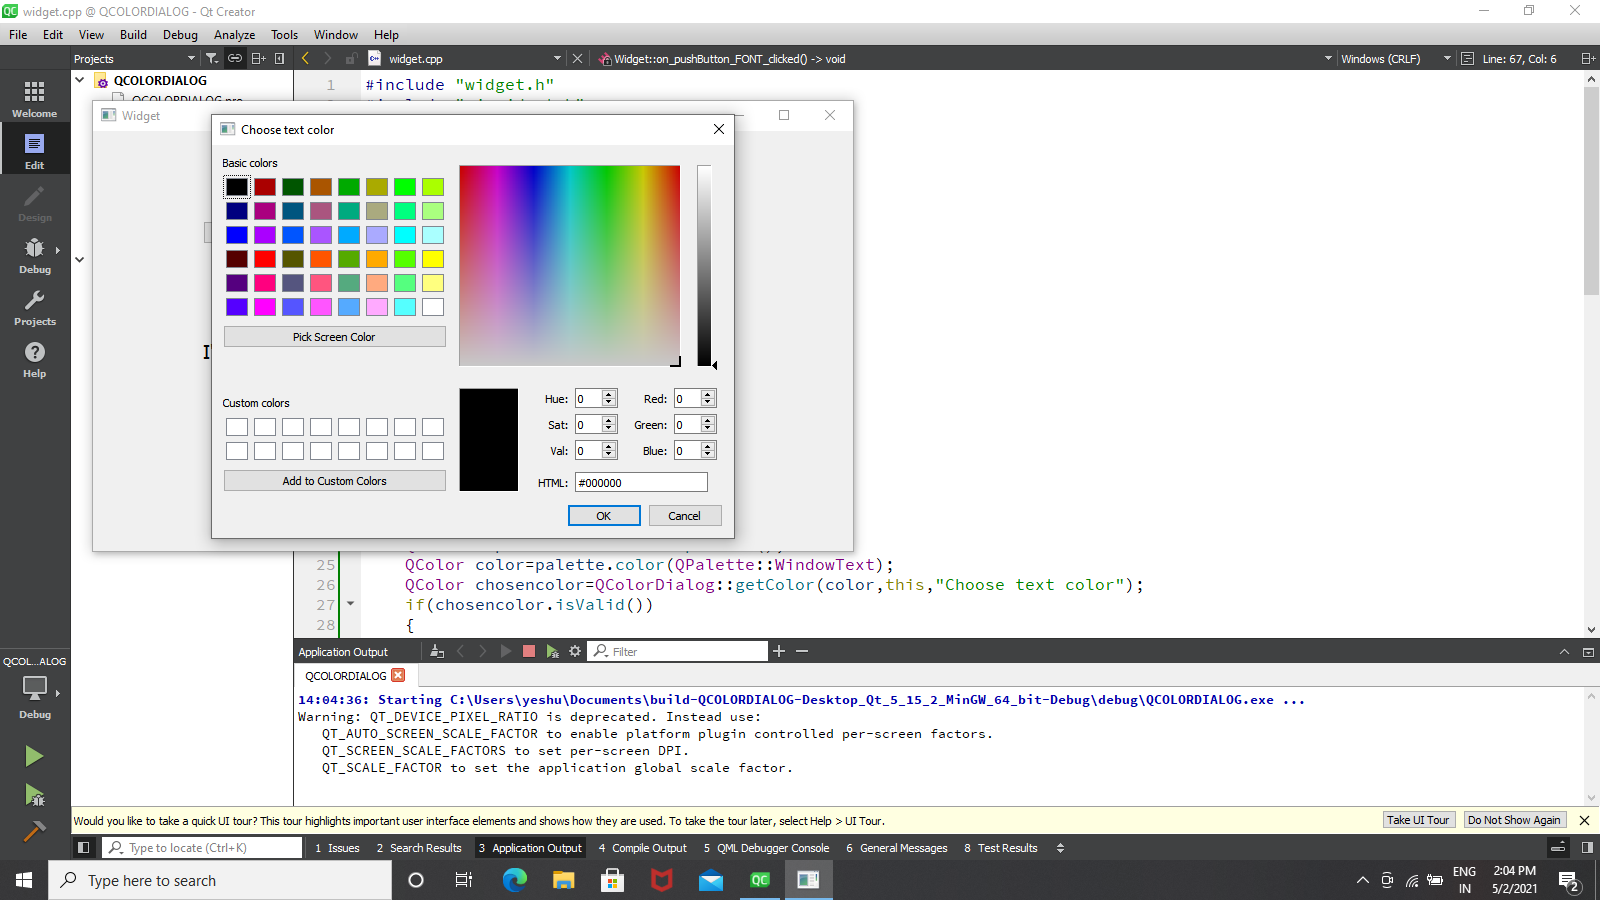 widget.cpp @ QCOLORDIALOG - Qt Creator
File Edit View Build Debug Analyze Tools Window Help
Projects
widget.cpp
Widget::on_pushButton_FONT_clicked() -> void
Windows (CRLF)
Line: 67, Col: 6
QCOLORDIALOG
1 #include "widget.h"
Welcome
Edit
Design
Debug
Projects
Help
Widget
Choose text color
Basic colors
Pick Screen Color
Custom colors
Add to Custom Colors
Hue: 0 Red: 0
Sat: 0 Green: 0
Val: 0 Blue: 0
HTML: #000000
OK Cancel
25 QColor color=palette.color(QPalette::WindowText);
26 QColor chosencolor=QColorDialog::getColor(color,this,"Choose text color");
27 if(chosencolor.isValid())
28 {
QCOL...ALOG
Debug
Application Output
Filter
QCOLORDIALOG
14:04:36: Starting C:\Users\yeshu\Documents\build-QCOLORDIALOG-Desktop_Qt_5_15_2_MinGW_64_bit-Debug\debug\QCOLORDIALOG.exe ...
Warning: QT_DEVICE_PIXEL_RATIO is deprecated. Instead use:
QT_AUTO_SCREEN_SCALE_FACTOR to enable platform plugin controlled per-screen factors.
QT_SCREEN_SCALE_FACTORS to set per-screen DPI.
QT_SCALE_FACTOR to set the application global scale factor.
Would you like to take a quick UI tour? This tour highlights important user interface elements and shows how they are used. To take the tour later, select Help > UI Tour.
Take UI Tour
Do Not Show Again
Type to locate (Ctrl+K)
1 Issues 2 Search Results 3 Application Output 4 Compile Output 5 QML Debugger Console 6 General Messages 8 Test Results
Type here to search
QC
ENG
IN
2:04 PM
5/2/2021
2